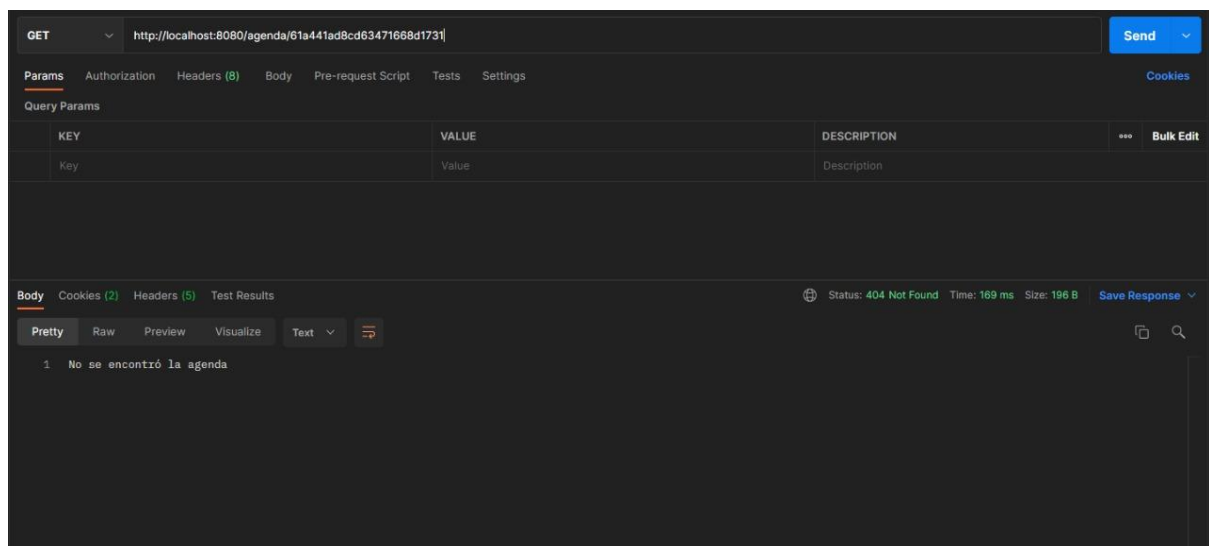 GET http://localhost:8080/agenda/61a441ad8cd63471668d1731 Send
Params Authorization Headers (8) Body Pre-request Script Tests Settings Cookies
Query Params
KEY VALUE DESCRIPTION ooo Bulk Edit
Key Value Description
Body Cookies (2) Headers (5) Test Results Status: 404 Not Found Time: 169 ms Size: 196 B Save Response
Pretty Raw Preview Visualize Text
1 No se encontró la agenda